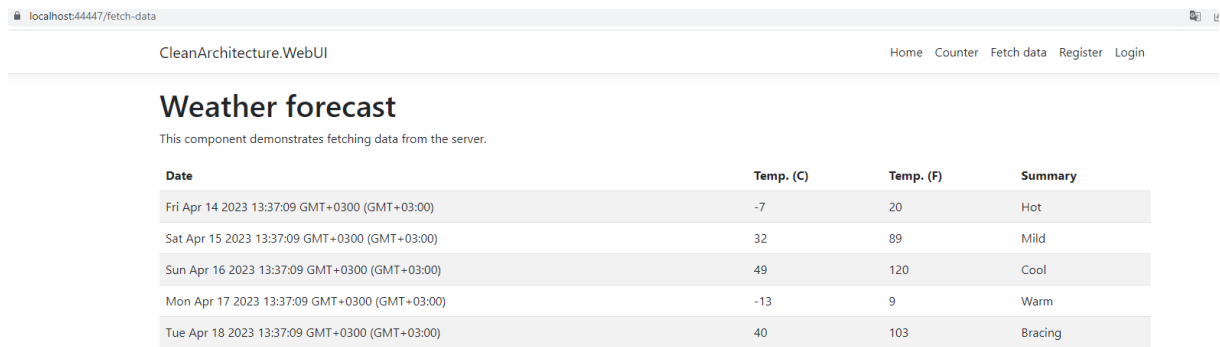 localhost:44447/fetch-data
CleanArchitecture.WebUI Home Counter Fetch data Register Login
Weather forecast
This component demonstrates fetching data from the server.
Date Temp. (C) Temp. (F) Summary
Fri Apr 14 2023 13:37:09 GMT+0300 (GMT+03:00) -7 20 Hot
Sat Apr 15 2023 13:37:09 GMT+0300 (GMT+03:00) 32 89 Mild
Sun Apr 16 2023 13:37:09 GMT+0300 (GMT+03:00) 49 120 Cool
Mon Apr 17 2023 13:37:09 GMT+0300 (GMT+03:00) -13 9 Warm
Tue Apr 18 2023 13:37:09 GMT+0300 (GMT+03:00) 40 103 Bracing